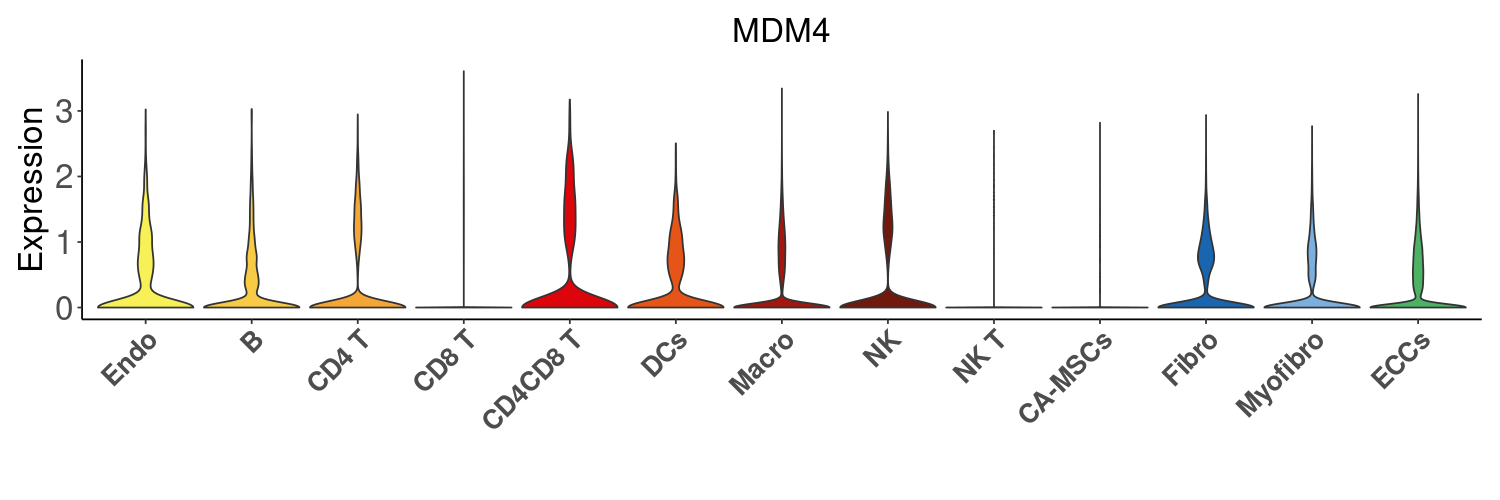 MDM4
Expression
3
2
1
0
Endo
B
CD4 T
CD8 T
CD4CD8 T
DCs
Macro
NK
NK T
CA-MSCs
Fibro
Myofibro
ECCs